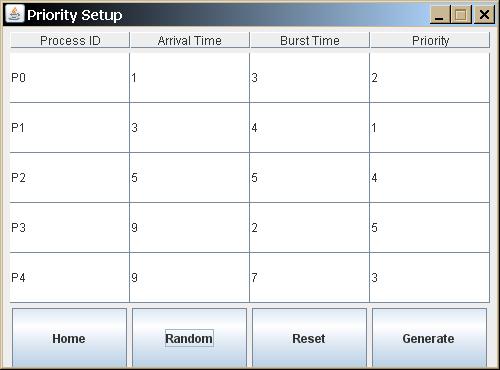 Priority Setup
Process ID Arrival Time Burst Time Priority
P0 1 3 2
P1 3 4 1
P2 5 5 4
P3 9 2 5
P4 9 7 3
Home Random Reset Generate